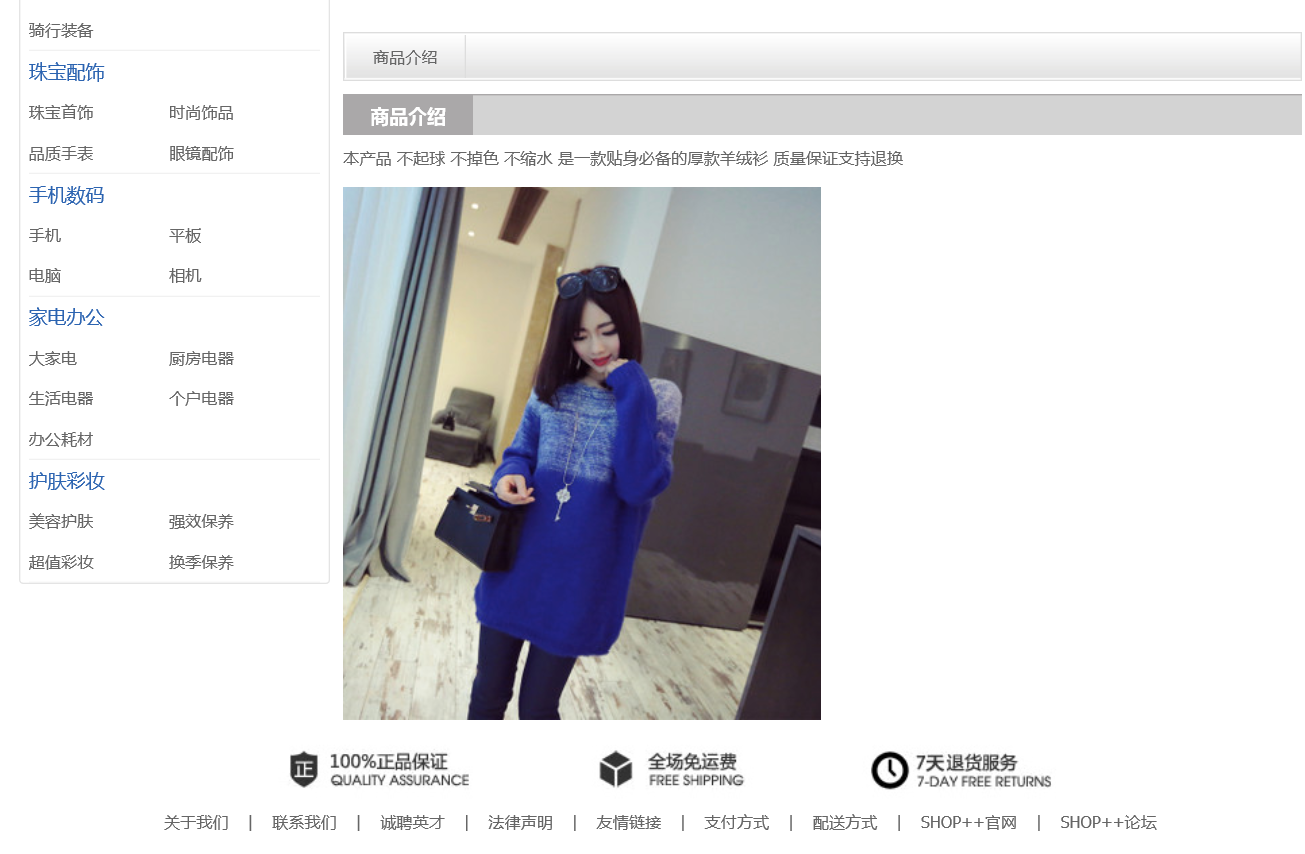 骑行装备
珠宝配饰
珠宝首饰 时尚饰品
品质手表 眼镜配饰
手机数码
手机 平板
电脑 相机
家电办公
大家电 厨房电器
生活电器 个户电器
办公耗材
护肤彩妆
美容护肤 强效保养
超值彩妆 换季保养
商品介绍
商品介绍
本产品 不起球 不掉色 不缩水 是一款贴身必备的厚款羊绒衫 质量保证支持退换
正 100%正品保证
QUALITY ASSURANCE
全场免运费
FREE SHIPPING
7天退货服务
7-DAY FREE RETURNS
关于我们 | 联系我们 | 诚聘英才 | 法律声明 | 友情链接 | 支付方式 | 配送方式 | SHOP++官网 | SHOP++论坛